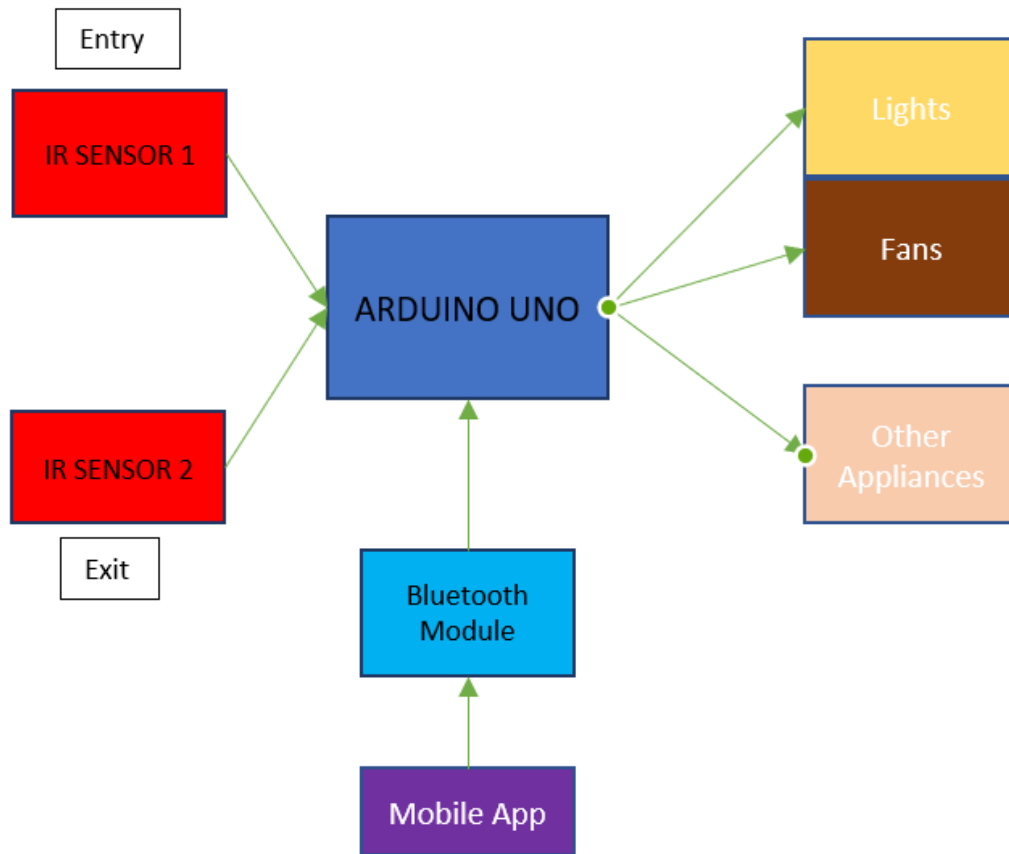 Entry
IR SENSOR 1
Lights
Fans
ARDUINO UNO
IR SENSOR 2
Other
Appliances
Exit
Bluetooth
Module
Mobile App